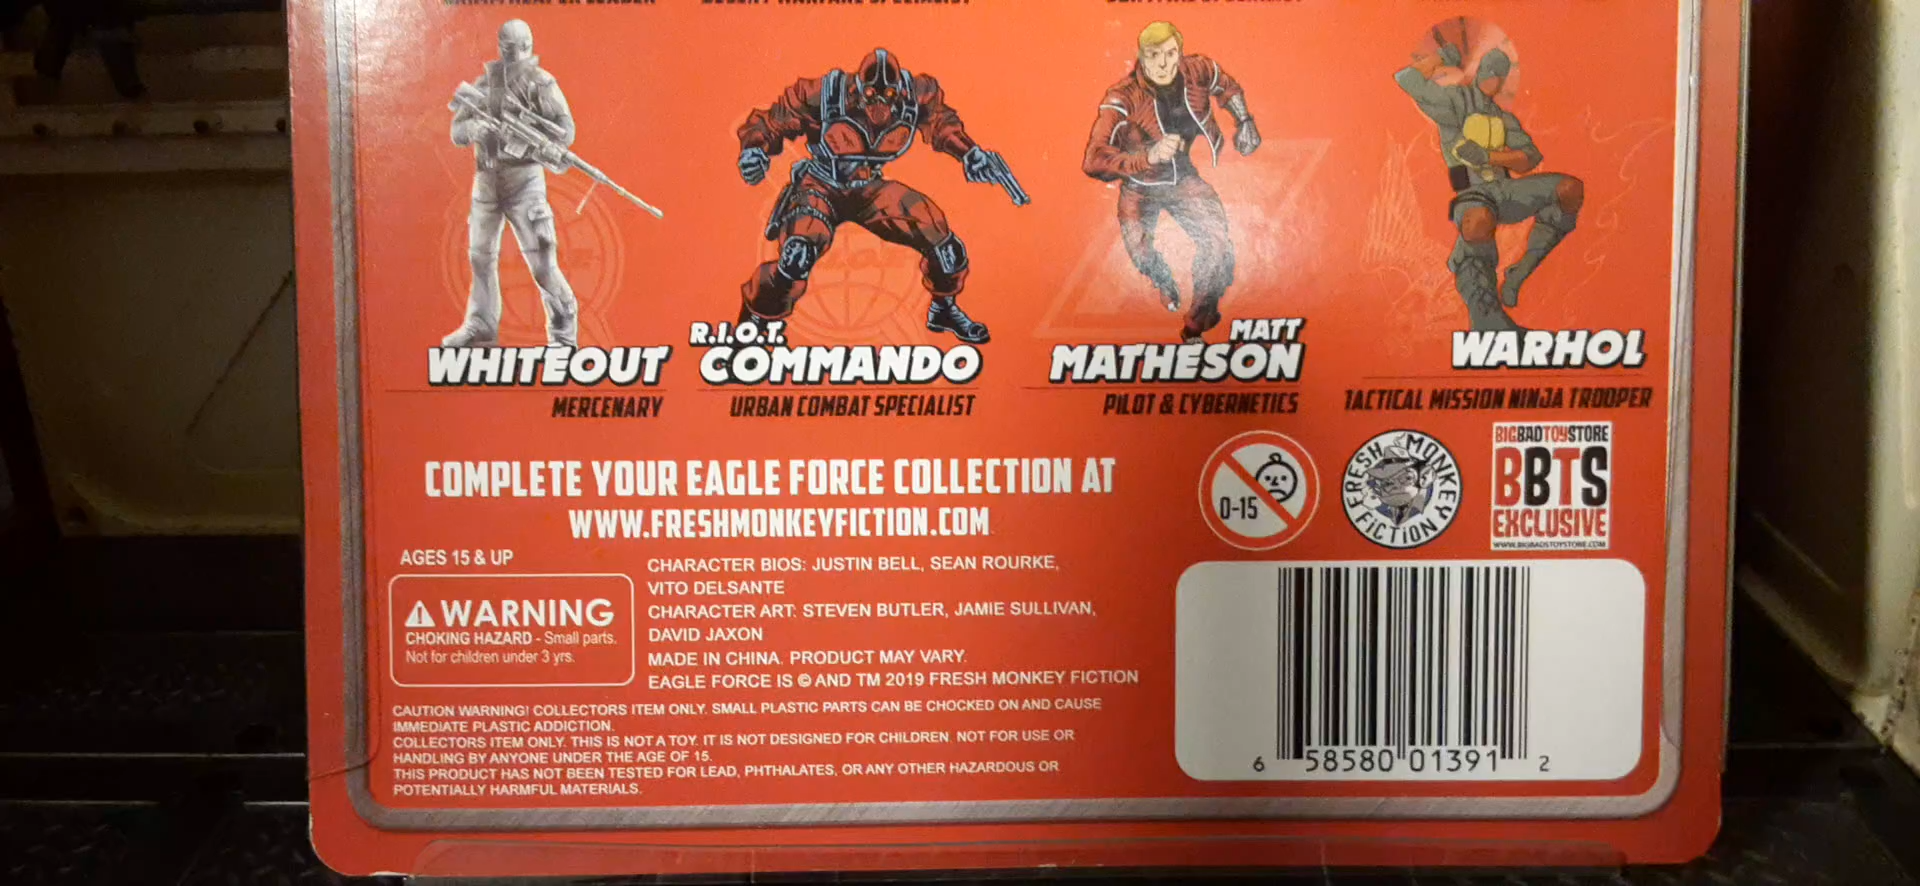 WHITEOUT
MERCENARY
R.I.O.T.
COMMANDO
URBAN COMBAT SPECIALIST
MATT
MATHESON
PILOT & CYBERNETICS
WARHOL
TACTICAL MISSION NINJA TROOPER
COMPLETE YOUR EAGLE FORCE COLLECTION AT
WWW.FRESHMONKEYFICTION.COM
0-15
FRESH MONKEY FICTION
BIGBADTOYSTORE
BBTS
EXCLUSIVE
WWW.BIGBADTOYSTORE.COM
AGES 15 & UP
WARNING
CHOKING HAZARD - Small parts.
Not for children under 3 yrs.
CHARACTER BIOS: JUSTIN BELL, SEAN ROURKE,
VITO DELSANTE
CHARACTER ART: STEVEN BUTLER, JAMIE SULLIVAN,
DAVID JAXON
MADE IN CHINA. PRODUCT MAY VARY.
EAGLE FORCE IS © AND TM 2019 FRESH MONKEY FICTION
CAUTION WARNING! COLLECTORS ITEM ONLY. SMALL PLASTIC PARTS CAN BE CHOCKED ON AND CAUSE
IMMEDIATE PLASTIC ADDICTION.
COLLECTORS ITEM ONLY. THIS IS NOT A TOY. IT IS NOT DESIGNED FOR CHILDREN. NOT FOR USE OR
HANDLING BY ANYONE UNDER THE AGE OF 15.
THIS PRODUCT HAS NOT BEEN TESTED FOR LEAD, PHTHALATES, OR ANY OTHER HAZARDOUS OR
POTENTIALLY HARMFUL MATERIALS.
6 58580 01391 2